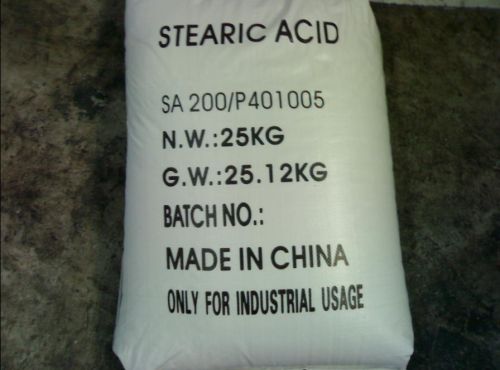 STEARIC ACID
SA 200/P401005
N.W.:25KG
G.W.:25.12KG
BATCH NO.:
MADE IN CHINA
ONLY FOR INDUSTRIAL USAGE